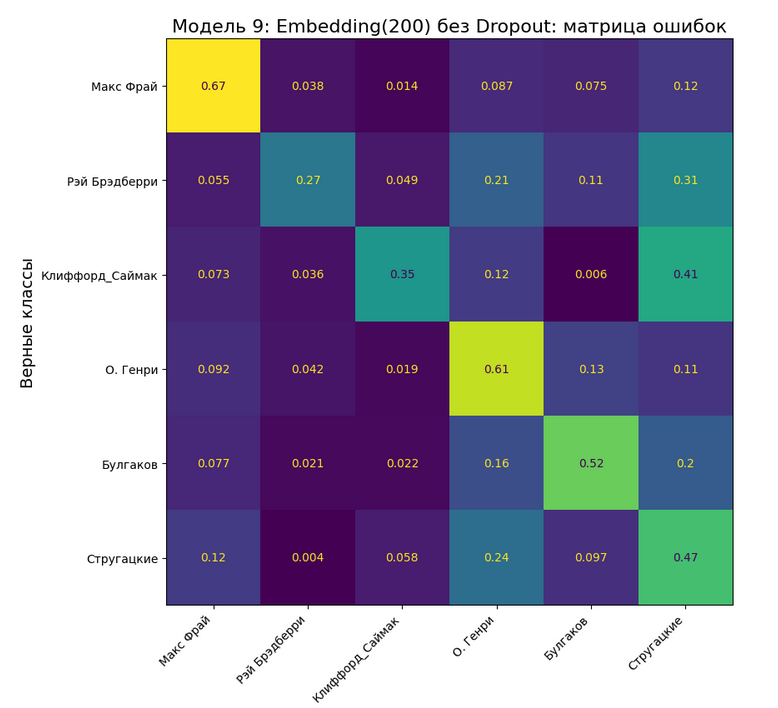 Модель 9: Embedding(200) без Dropout: матрица ошибок
Верные классы
Макс Фрай 0.67 0.038 0.014 0.087 0.075 0.12
Рэй Брэдберри 0.055 0.27 0.049 0.21 0.11 0.31
Клиффорд_Саймак 0.073 0.036 0.35 0.12 0.006 0.41
О. Генри 0.092 0.042 0.019 0.61 0.13 0.11
Булгаков 0.077 0.021 0.022 0.16 0.52 0.2
Стругацкие 0.12 0.004 0.058 0.24 0.097 0.47
Макс Фрай
Рэй Брэдберри
Клиффорд_Саймак
О. Генри
Булгаков
Стругацкие